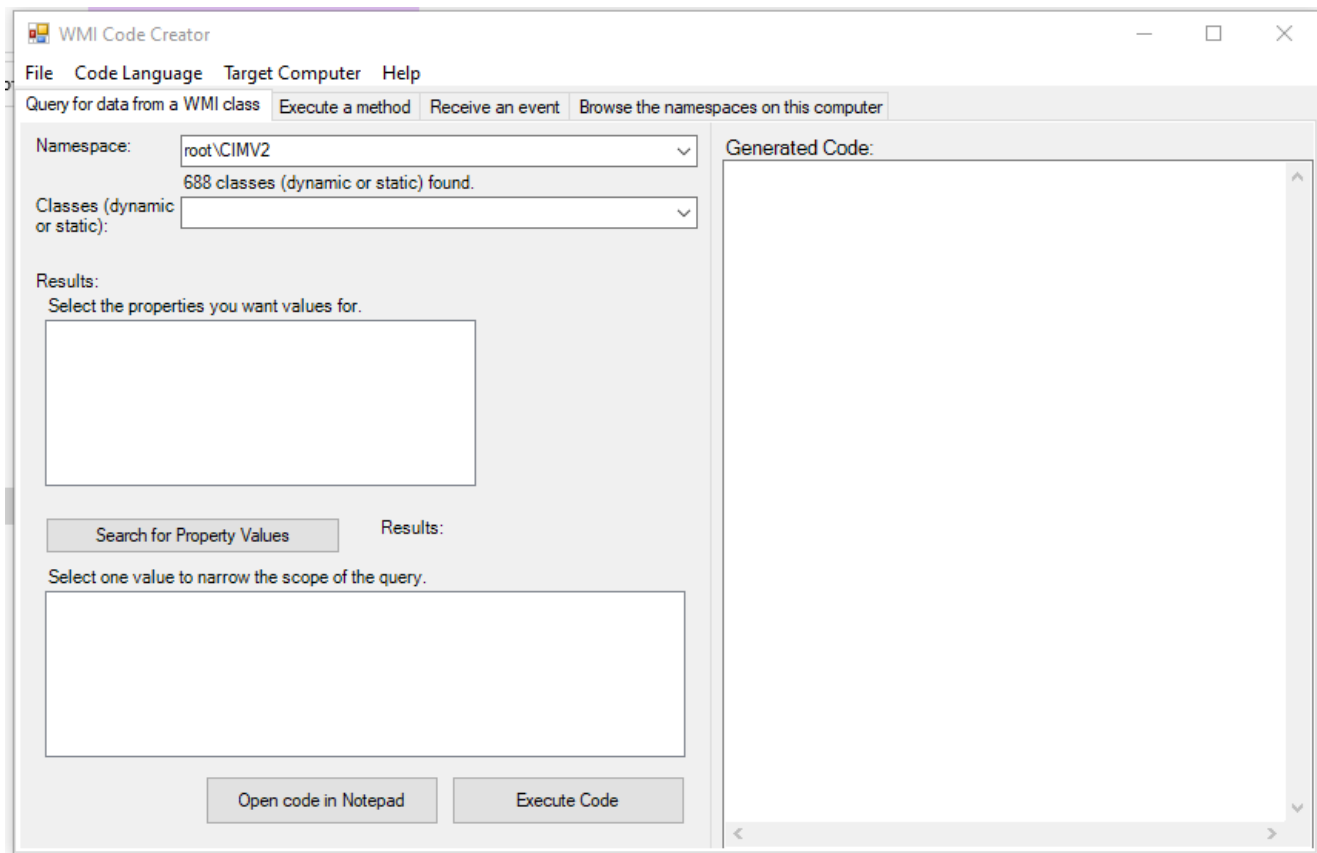 WMI Code Creator
File Code Language Target Computer Help
Query for data from a WMI class Execute a method Receive an event Browse the namespaces on this computer
Namespace: root\CIMV2
Generated Code:
688 classes (dynamic or static) found.
Classes (dynamic
or static):
Results:
Select the properties you want values for.
Search for Property Values Results:
Select one value to narrow the scope of the query.
Open code in Notepad Execute Code